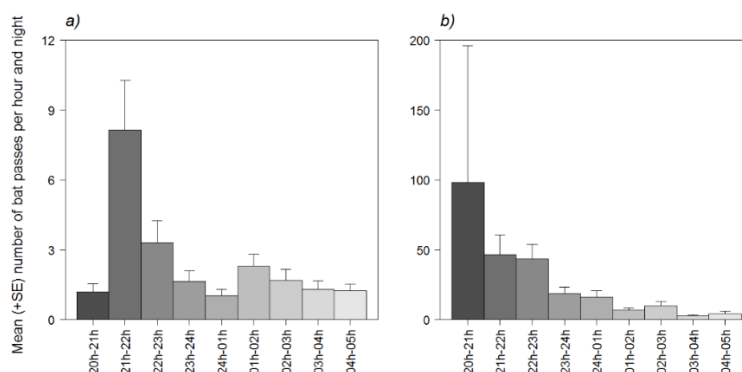 a)
b)
Mean (+SE) number of bat passes per hour and night
12
9
6
3
0
20h-21h
21h-22h
22h-23h
23h-24h
24h-01h
01h-02h
02h-03h
03h-04h
04h-05h
200
150
100
50
0
20h-21h
21h-22h
22h-23h
23h-24h
24h-01h
01h-02h
02h-03h
03h-04h
04h-05h